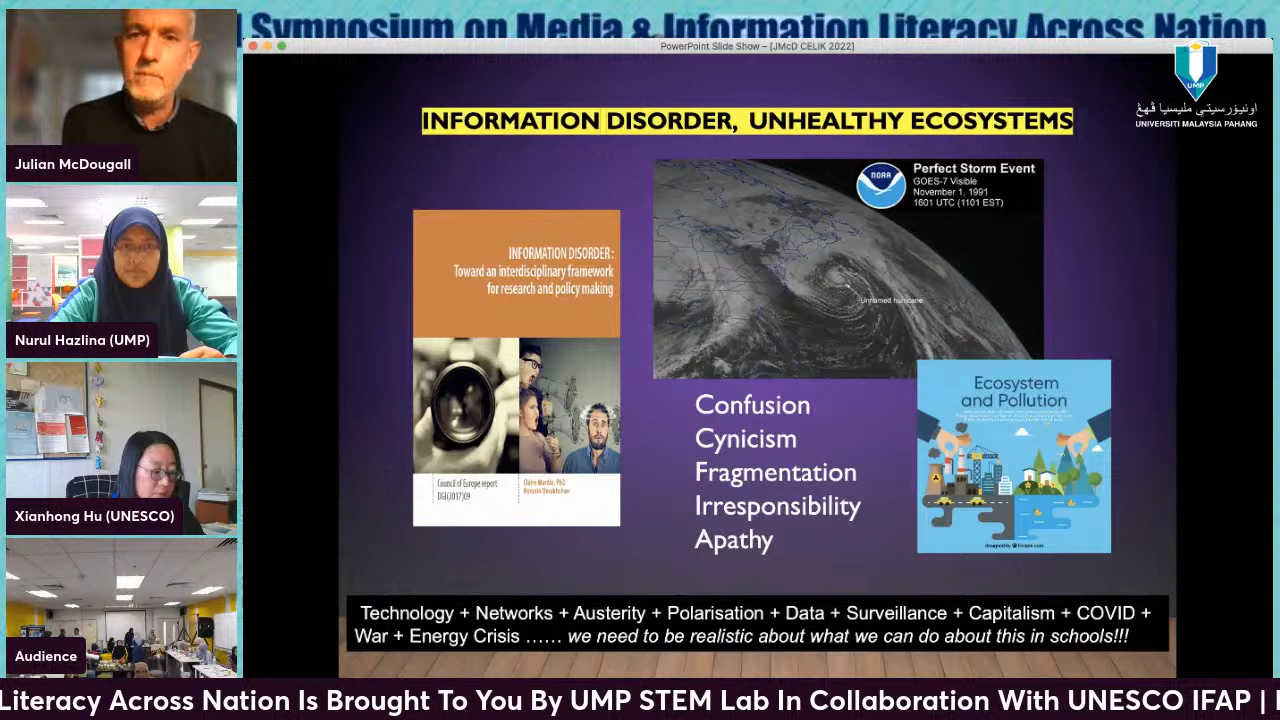 Symposium on Media & Information Literacy Across Nation
PowerPoint Slide Show – [JMcD CELIK 2022]
UMP
اونيۏرسيتي مليسيا ڤهڠ
UNIVERSITI MALAYSIA PAHANG
Julian McDougall
Nurul Hazlina (UMP)
Xianhong Hu (UNESCO)
Audience
INFORMATION DISORDER, UNHEALTHY ECOSYSTEMS
INFORMATION DISORDER :
Toward an interdisciplinary framework
for research and policy making
Council of Europe report
DGI(2017)09
Claire Wardle, PhD
Hossein Derakhshan
NOAA
Perfect Storm Event
GOES-7 Visible
November 1, 1991
1601 UTC (1101 EST)
Unnamed hurricane
Confusion
Cynicism
Fragmentation
Irresponsibility
Apathy
Ecosystem
and Pollution
designed by freepik.com
Technology + Networks + Austerity + Polarisation + Data + Surveillance + Capitalism + COVID +
War + Energy Crisis …… we need to be realistic about what we can do about this in schools!!!
Literacy Across Nation Is Brought To You By UMP STEM Lab In Collaboration With UNESCO IFAP |